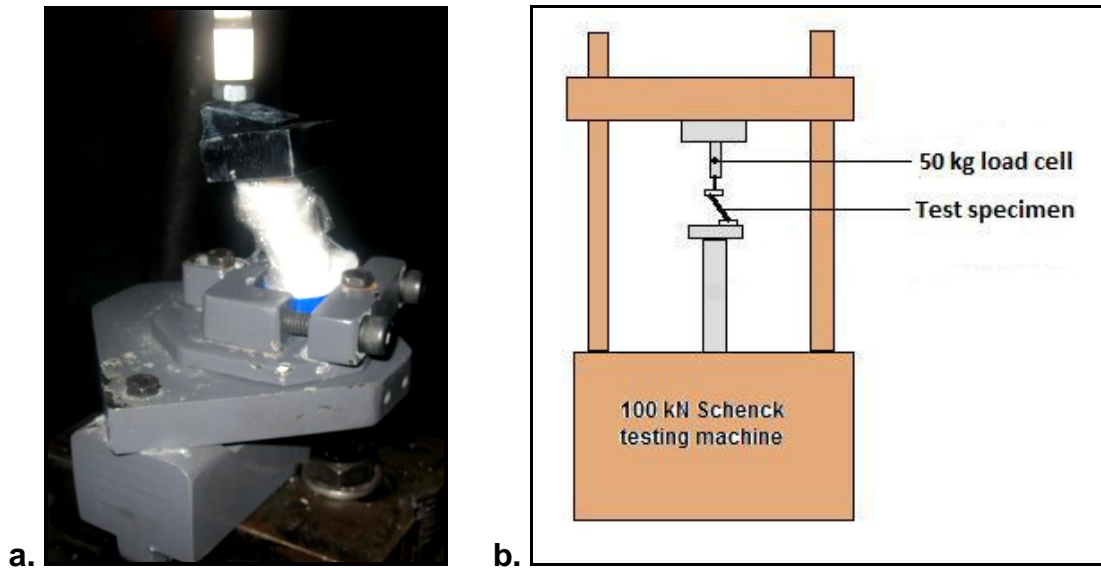 50 kg load cell
Test specimen
100 kN Schenck
testing machine
a.
b.